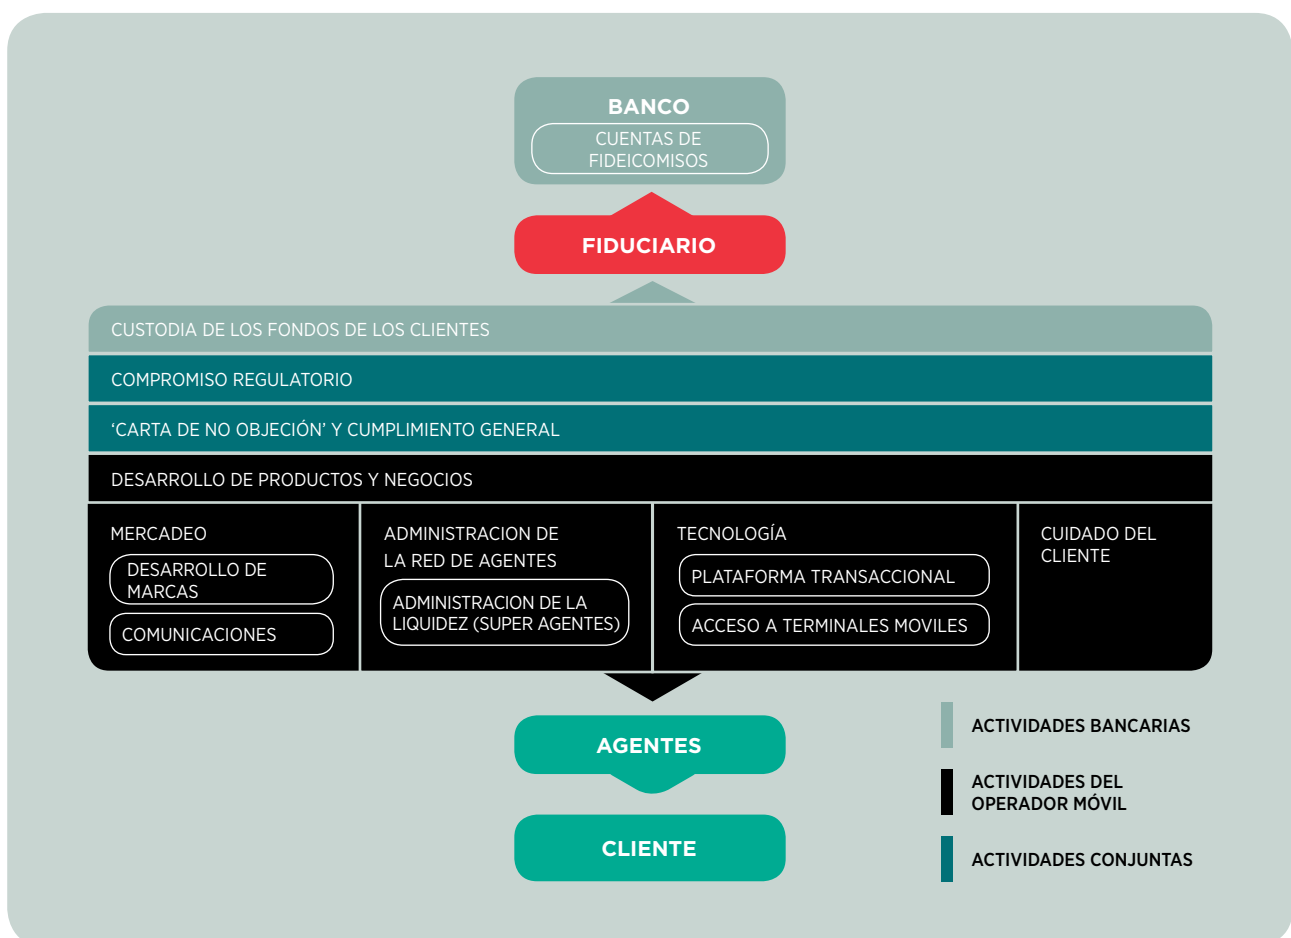 BANCO
CUENTAS DE
FIDEICOMISOS
FIDUCIARIO
CUSTODIA DE LOS FONDOS DE LOS CLIENTES
COMPROMISO REGULATORIO
‘CARTA DE NO OBJECIÓN’ Y CUMPLIMIENTO GENERAL
DESARROLLO DE PRODUCTOS Y NEGOCIOS
MERCADEO
DESARROLLO DE
MARCAS
COMUNICACIONES
ADMINISTRACION DE
LA RED DE AGENTES
ADMINISTRACION DE LA
LIQUIDEZ (SUPER AGENTES)
TECNOLOGÍA
PLATAFORMA TRANSACCIONAL
ACCESO A TERMINALES MOVILES
CUIDADO DEL
CLIENTE
AGENTES
CLIENTE
ACTIVIDADES BANCARIAS
ACTIVIDADES DEL
OPERADOR MÓVIL
ACTIVIDADES CONJUNTAS